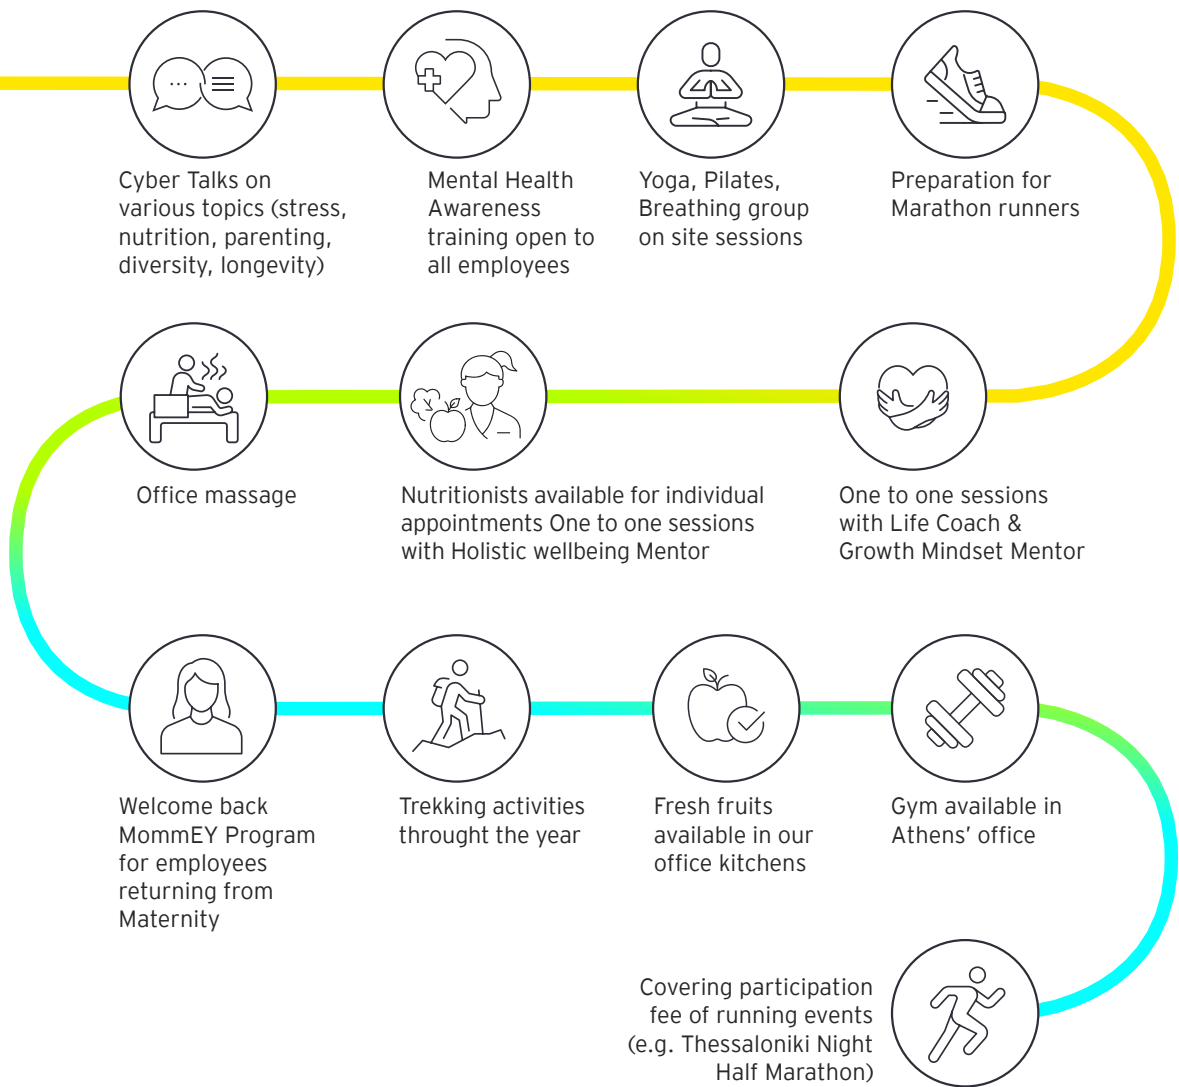 Cyber Talks on
various topics (stress,
nutrition, parenting,
diversity, longevity)
Mental Health
Awareness
training open to
all employees
Yoga, Pilates,
Breathing group
on site sessions
Preparation for
Marathon runners
Office massage
Nutritionists available for individual
appointments One to one sessions
with Holistic wellbeing Mentor
One to one sessions
with Life Coach &
Growth Mindset Mentor
Welcome back
MommEY Program
for employees
returning from
Maternity
Trekking activities
throught the year
Fresh fruits
available in our
office kitchens
Gym available in
Athens’ office
Covering participation
fee of running events
(e.g. Thessaloniki Night
Half Marathon)